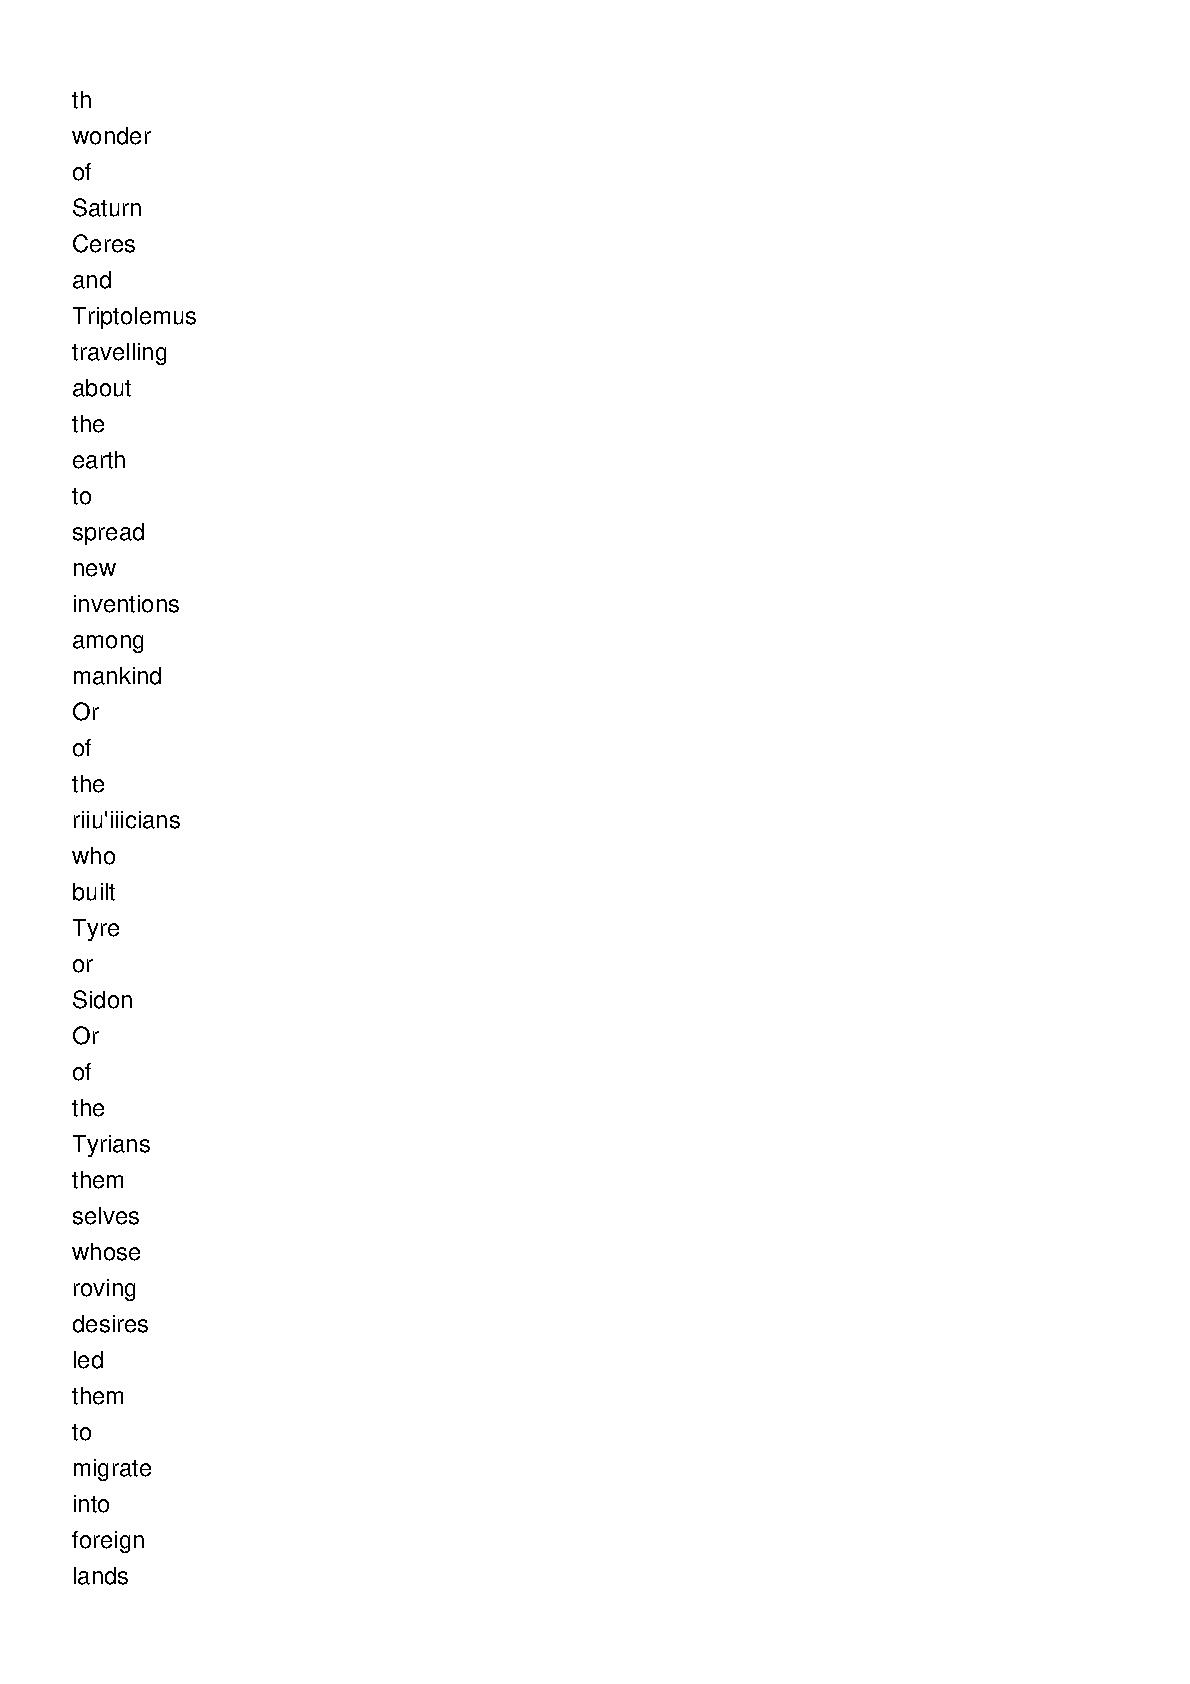 th
wonder
of
Saturn
Ceres
and
Triptolemus
travelling
about
the
earth
to
spread
new
inventions
among
mankind
Or
of
the
riiu'iiicians
who
built
Tyre
or
Sidon
Or
of
the
Tyrians
them
selves
whose
roving
desires
led
them
to
migrate
into
foreign
lands